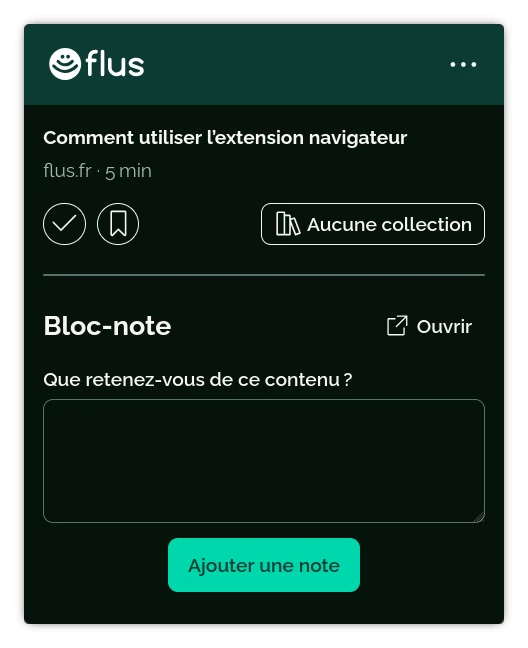 flus
Comment utiliser l’extension navigateur
flus.fr · 5 min
Aucune collection
Bloc-note
Ouvrir
Que retenez-vous de ce contenu ?
Ajouter une note